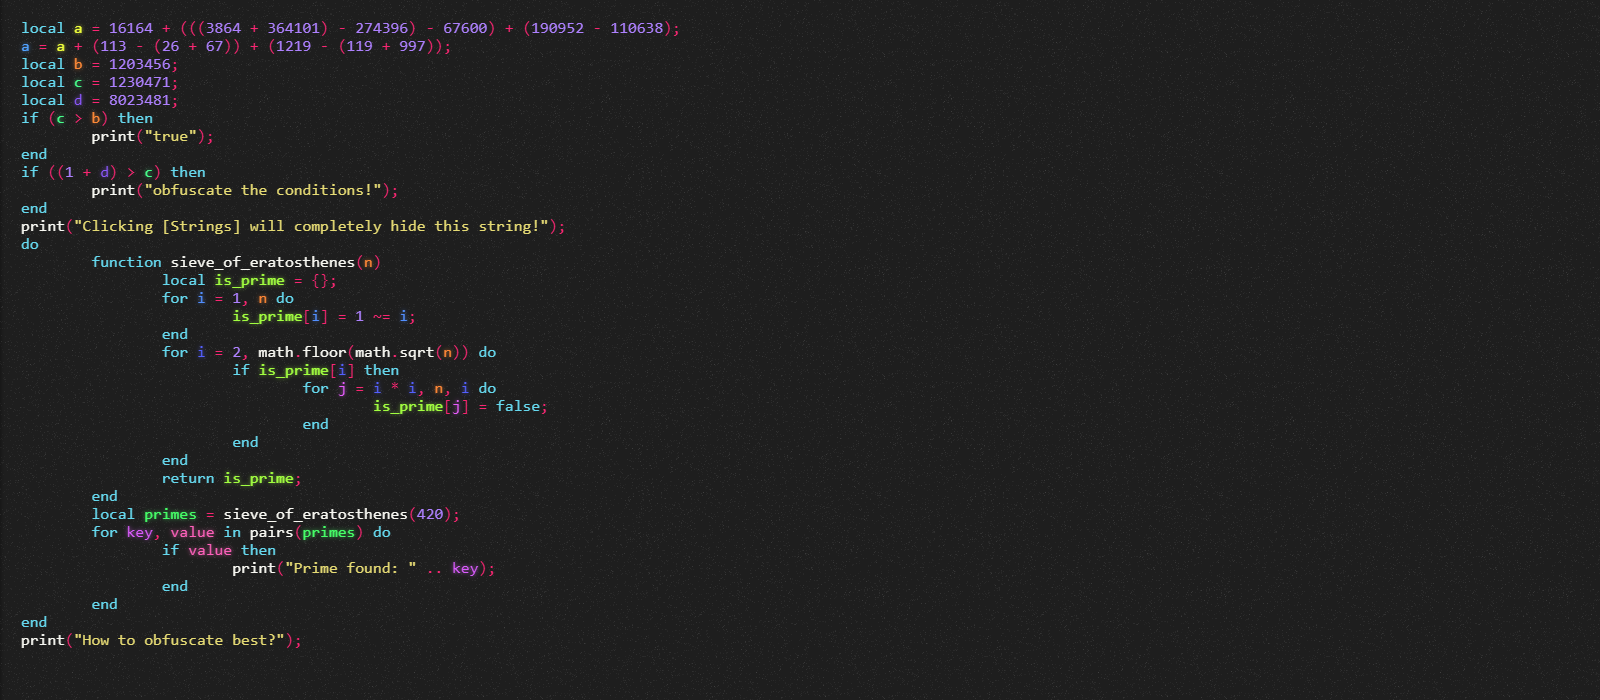 local a = 16164 + (((3864 + 364101) - 274396) - 67600) + (190952 - 110638);
a = a + (113 - (26 + 67)) + (1219 - (119 + 997));
local b = 1203456;
local c = 1230471;
local d = 8023481;
if (c > b) then
print("true");
end
if ((1 + d) > c) then
print("obfuscate the conditions!");
end
print("Clicking [Strings] will completely hide this string!");
do
function sieve_of_eratosthenes(n)
local is_prime = {};
for i = 1, n do
is_prime[i] = 1 ~= i;
end
for i = 2, math.floor(math.sqrt(n)) do
if is_prime[i] then
for j = i * i, n, i do
is_prime[j] = false;
end
end
end
return is_prime;
end
local primes = sieve_of_eratosthenes(420);
for key, value in pairs(primes) do
if value then
print("Prime found: " .. key);
end
end
end
print("How to obfuscate best?");